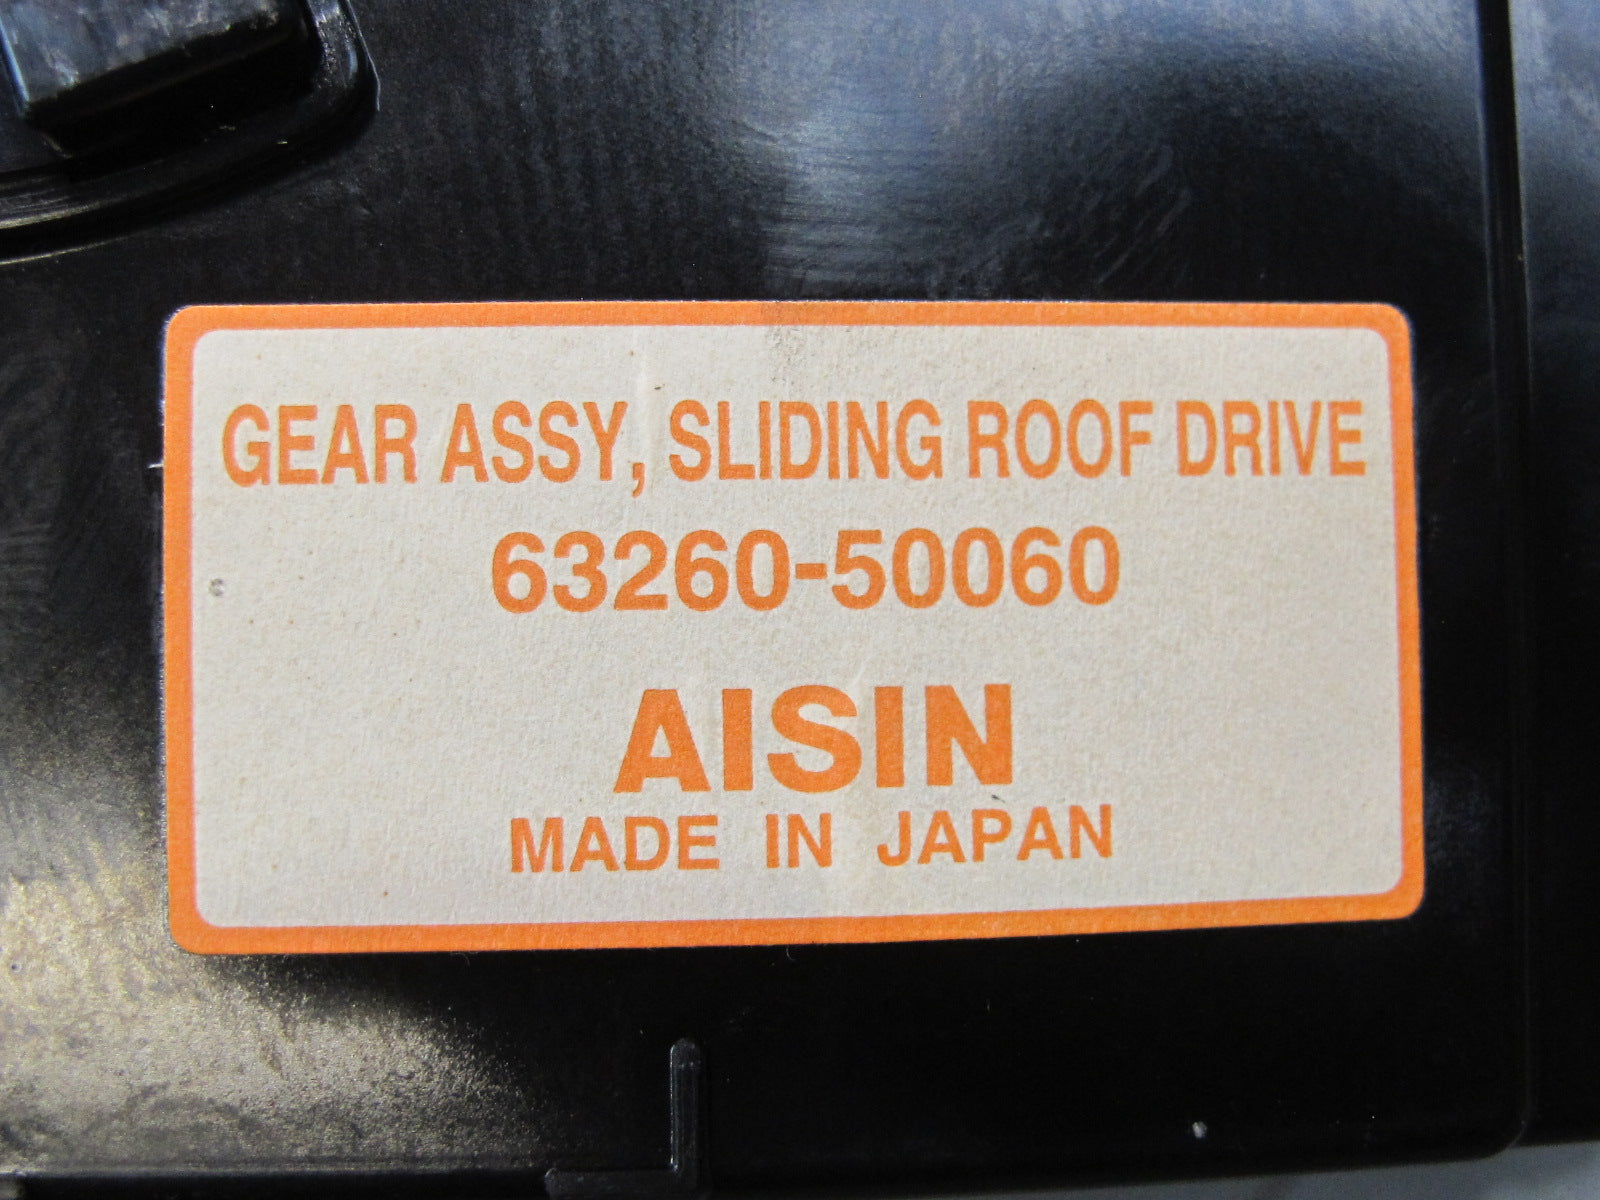 GEAR ASSY, SLIDING ROOF DRIVE
63260-50060
AISIN
MADE IN JAPAN